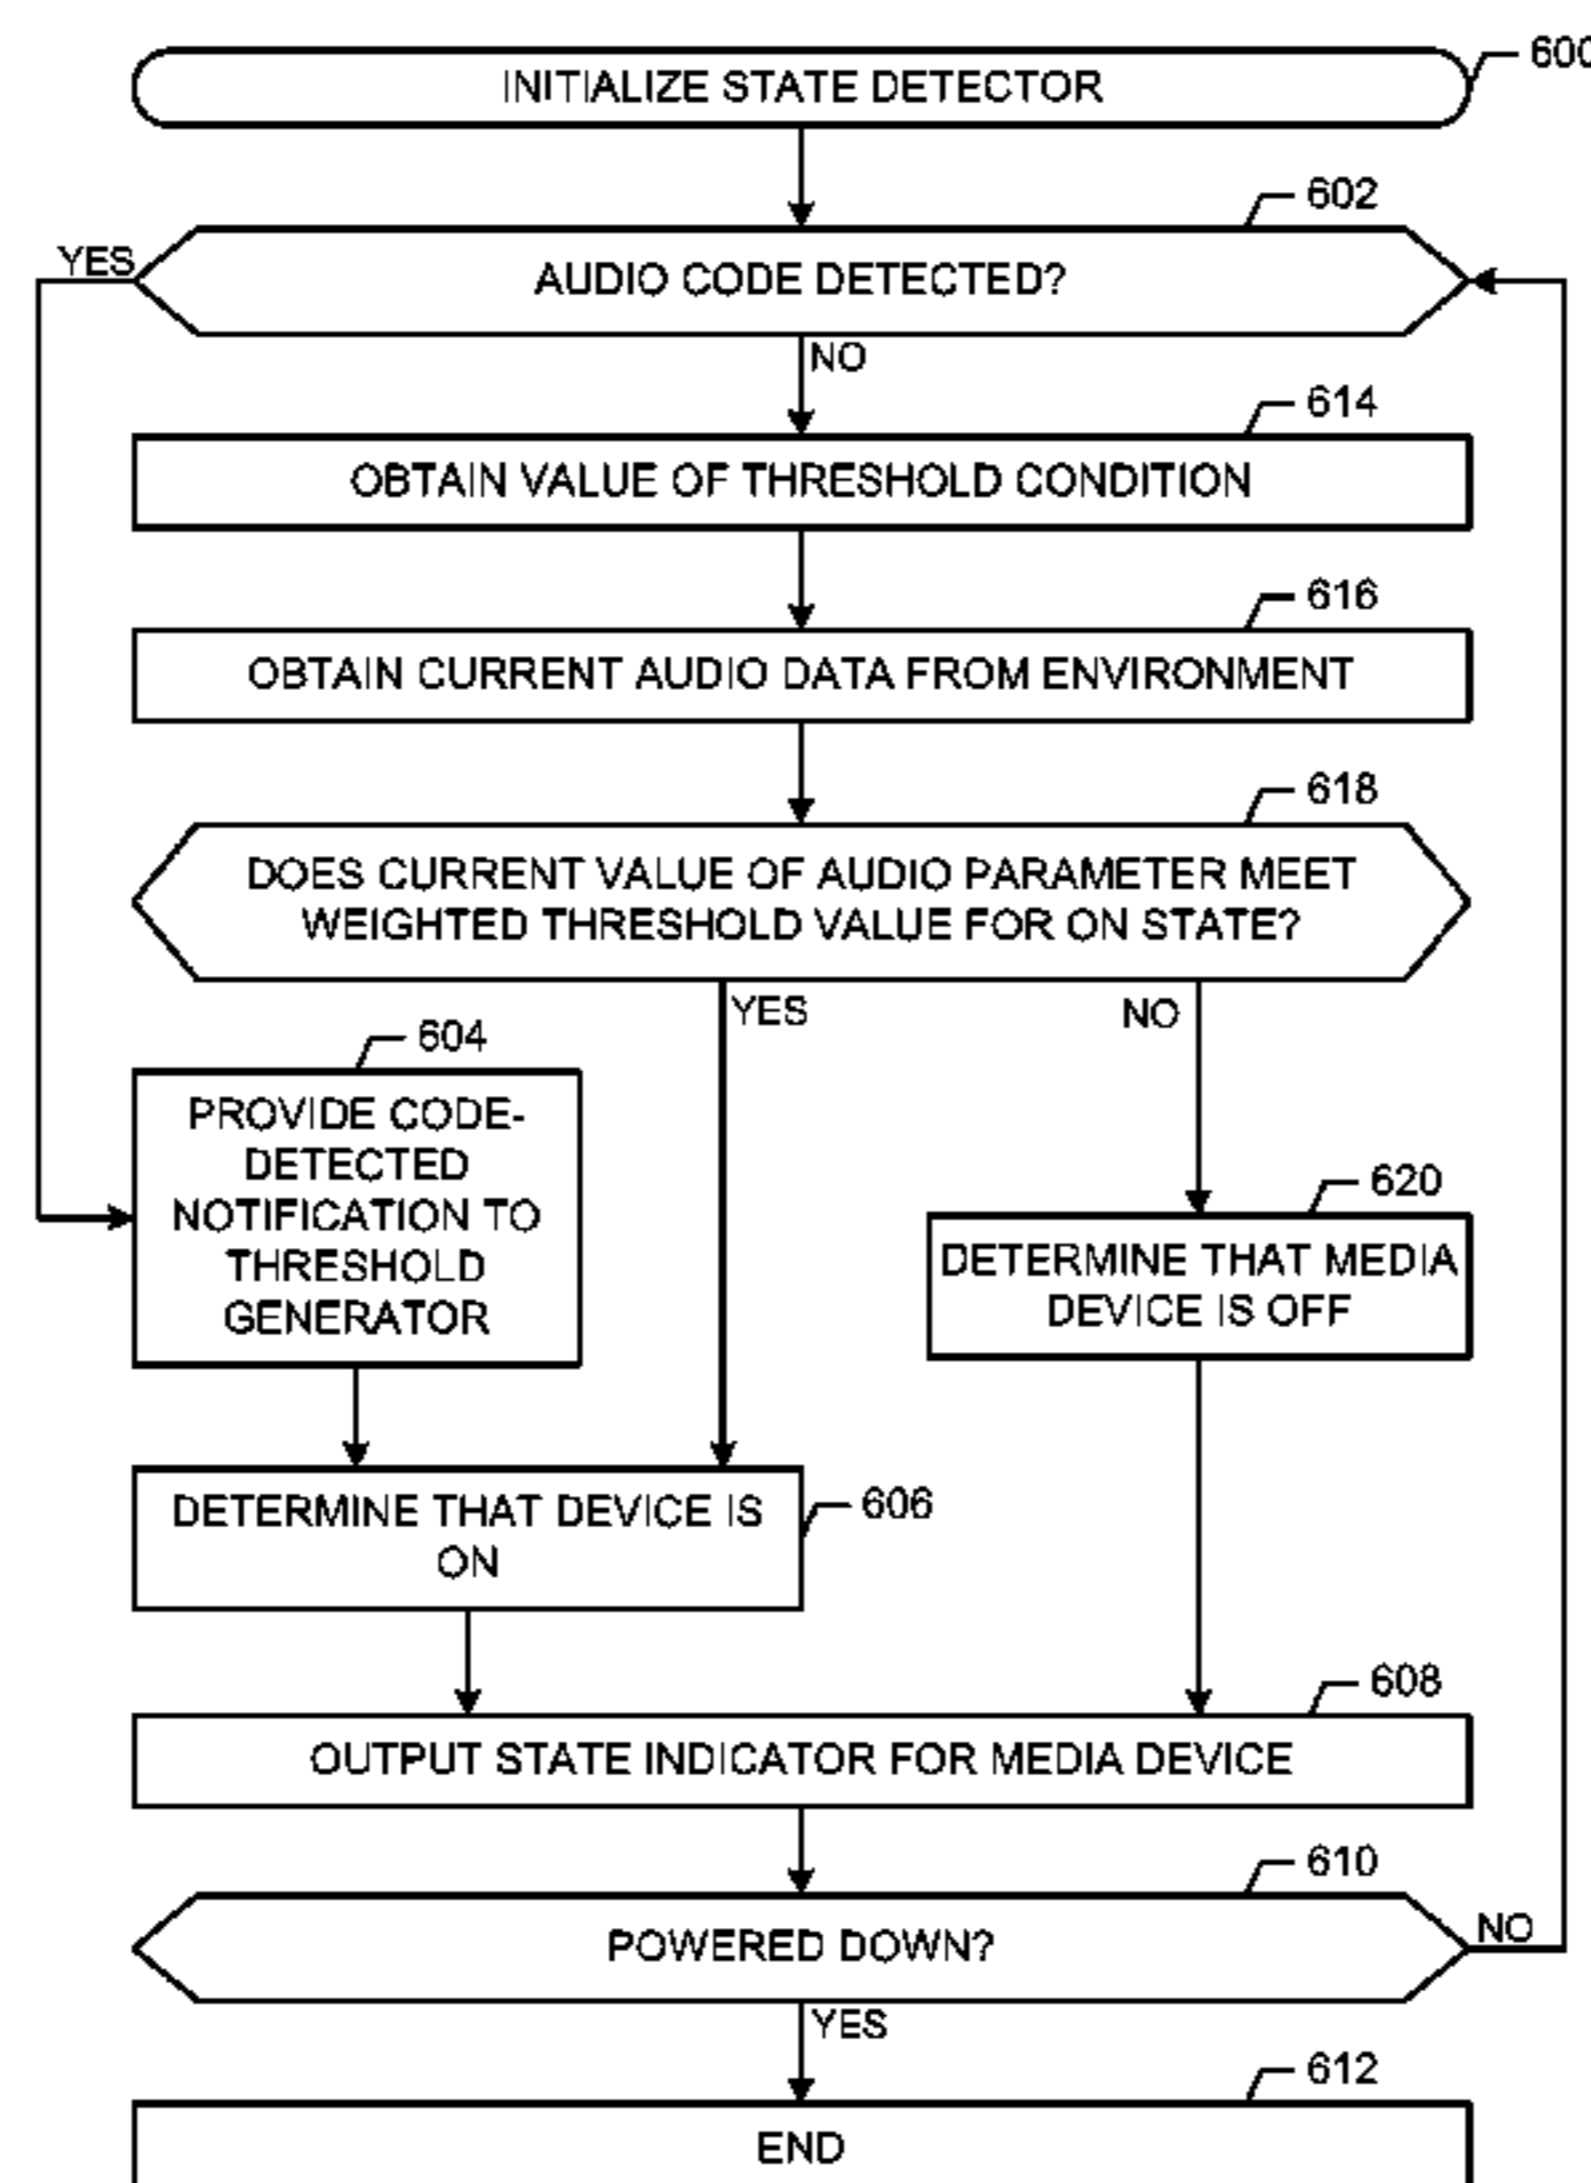 INITIALIZE STATE DETECTOR
600
602
YES
AUDIO CODE DETECTED?
NO
614
OBTAIN VALUE OF THRESHOLD CONDITION
616
OBTAIN CURRENT AUDIO DATA FROM ENVIRONMENT
618
DOES CURRENT VALUE OF AUDIO PARAMETER MEET
WEIGHTED THRESHOLD VALUE FOR ON STATE?
YES
NO
604
PROVIDE CODE-
DETECTED
NOTIFICATION TO
THRESHOLD
GENERATOR
620
DETERMINE THAT MEDIA
DEVICE IS OFF
DETERMINE THAT DEVICE IS
ON
606
608
OUTPUT STATE INDICATOR FOR MEDIA DEVICE
610
POWERED DOWN?
NO
YES
612
END